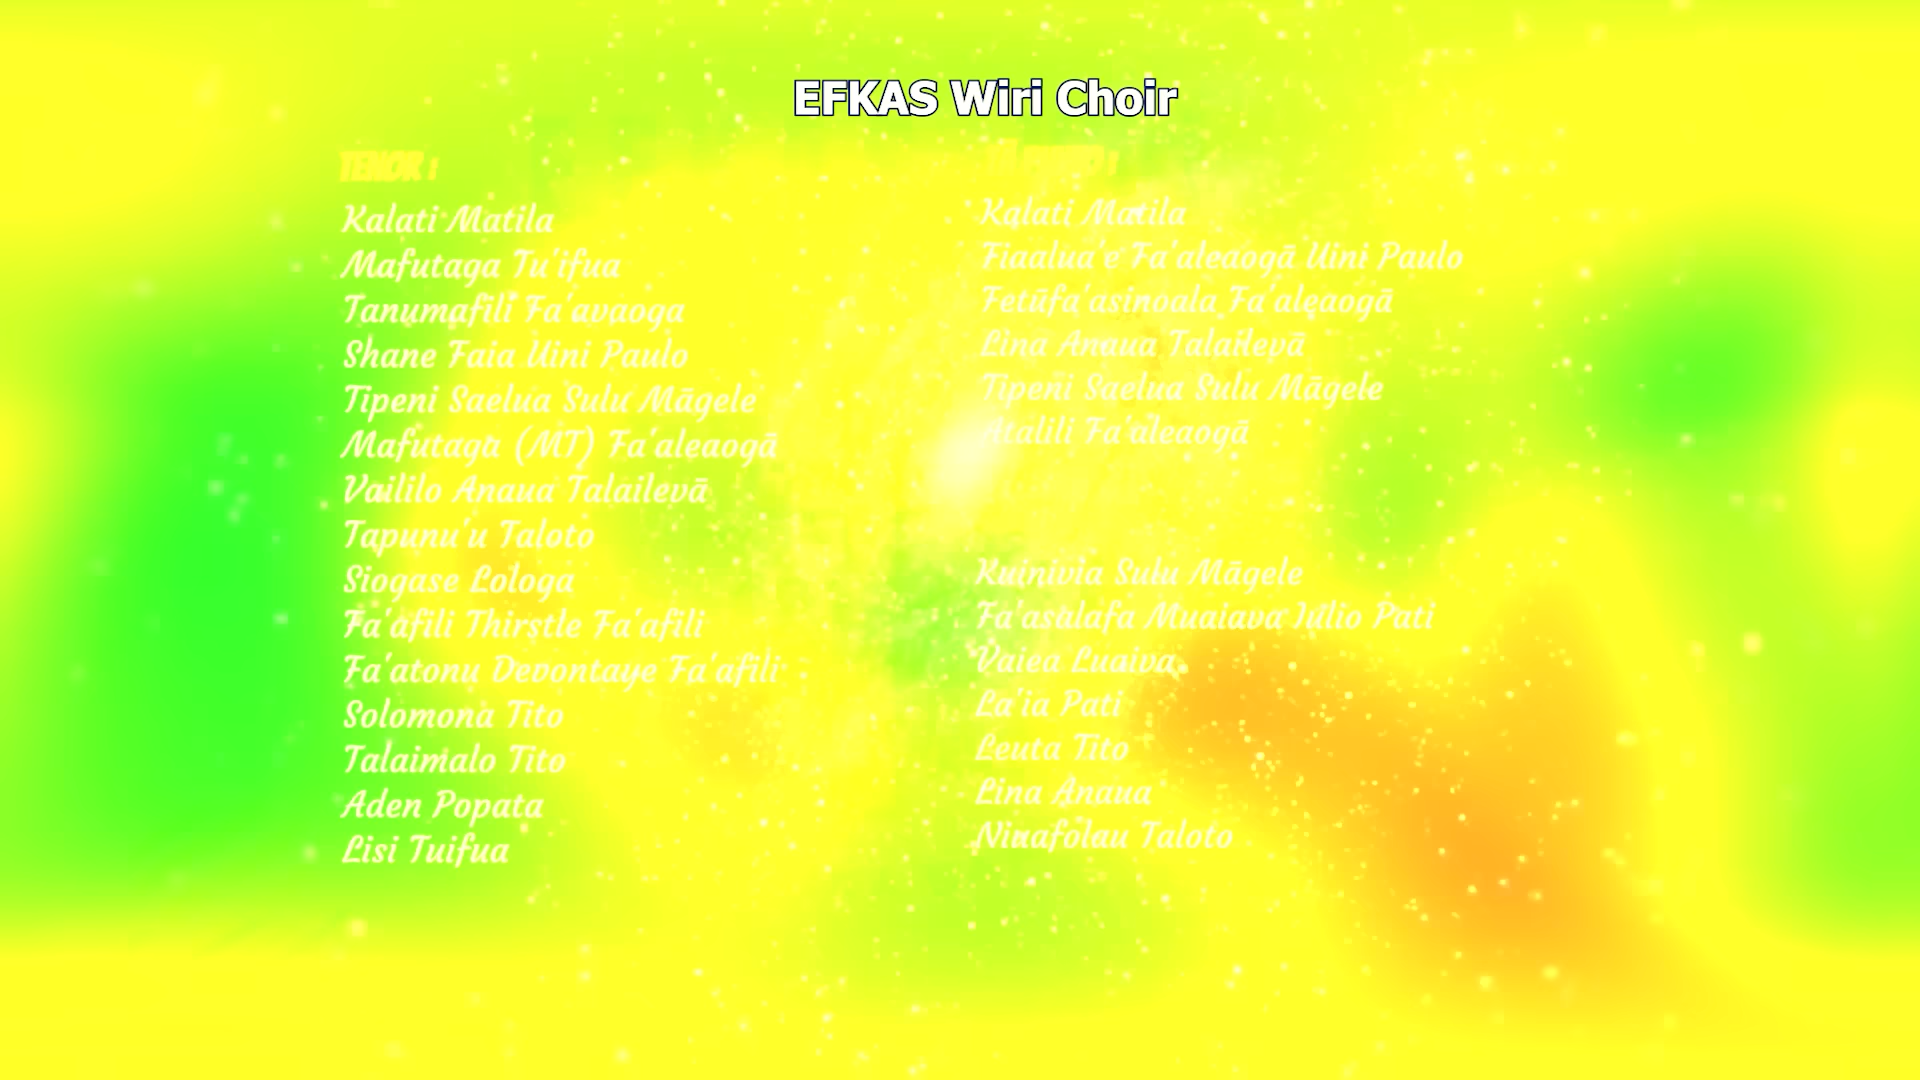 EFKAS Wiri Choir
TENOR :
Kalati Matila
Mafutaga Tu'ifua
Tanumafili Fa'avaoga
Shane Faia Uini Paulo
Tipeni Saelua Sulu Māgele
Mafutaga (MT) Fa'aleaogā
Vaililo Anaua Talailevā
Tapunu'u Taloto
Siogase Lologa
Fa'afili Thirstle Fa'afili
Fa'atonu Devontaye Fa'afili
Solomona Tito
Talaimalo Tito
Aden Popata
Lisi Tuifua
Kalati Matila
Fiaalua'e Fa'aleaogā Uini Paulo
Fetūfa'asinoala Fa'aleaogā
Lina Anaua Talailevā
Tipeni Saelua Sulu Māgele
Atalili Fa'aleaogā
Kuinivia Sulu Māgele
Fa'asalafa Muaiava Iulio Pati
Vaiea Luaiva
La'ia Pati
Leuta Tito
Lina Anaua
Ninafolau Taloto